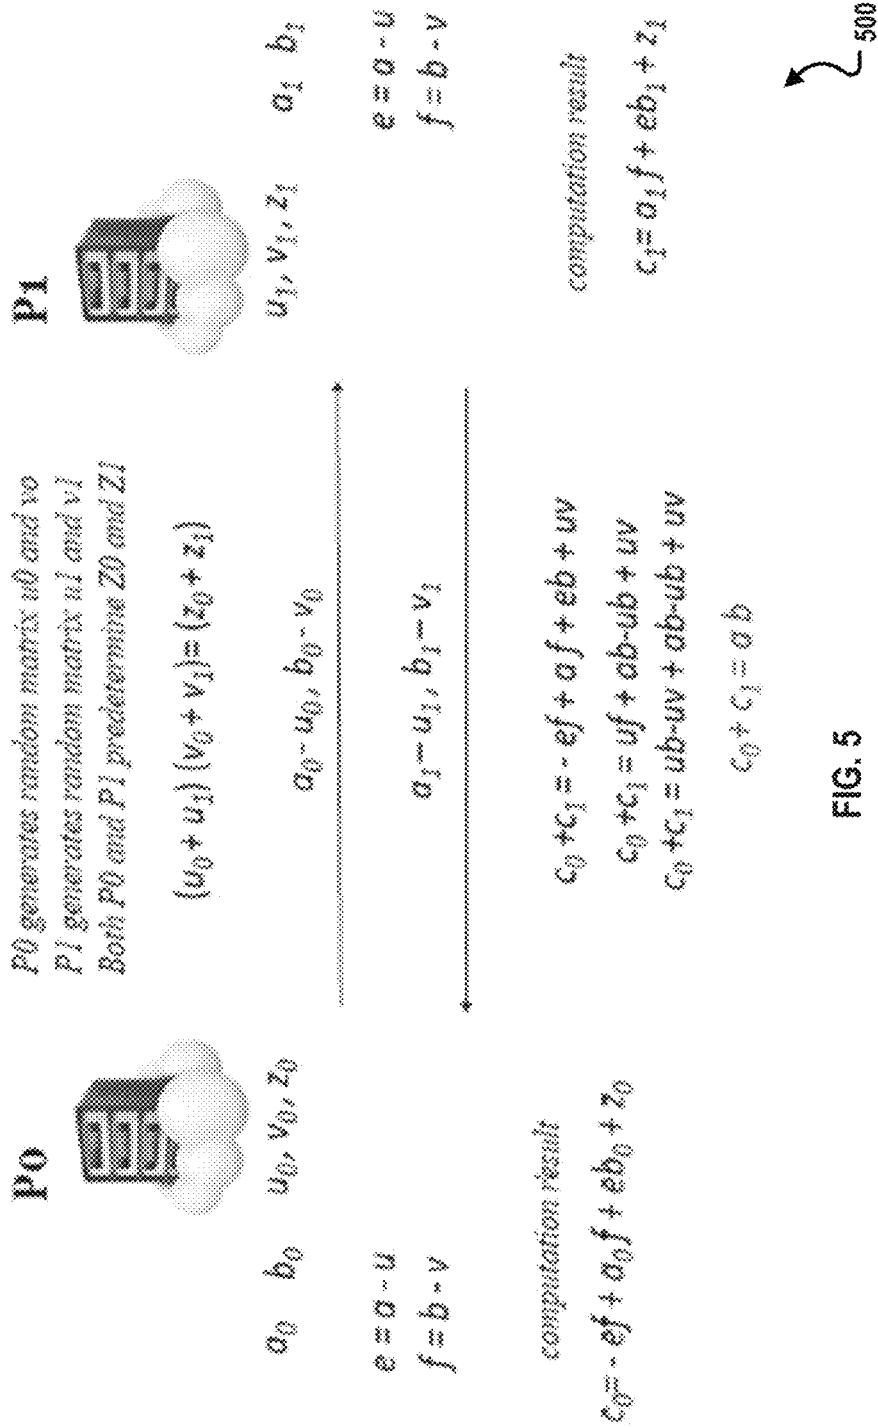 P0
P0 generates random matrix u0 and vo
P1 generates random matrix u1 and v1
Both P0 and P1 predetermine Z0 and Z1
P1
(u₀ + u₁) (v₀ + v₁)=(z₀ + z₁)
a₀ b₀ u₀, v₀, z₀
u₁, v₁, z₁ a₁ b₁
a₀- u₀, b₀ - v₀
e = a - u
f = b - v
e = a - u
f = b - v
a₁ – u₁, b₁ – v₁
computation result
c₀= - ef + a₀ f + eb₀ + z₀
c₀ +c₁ = - ef + a f + eb + uv
c₀ +c₁ = uf + ab-ub + uv
c₀ +c₁ = ub-uv + ab-ub + uv
c₀ + c₁ = a b
computation result
c₁= a₁ f + eb₁ + z₁
FIG. 5
500